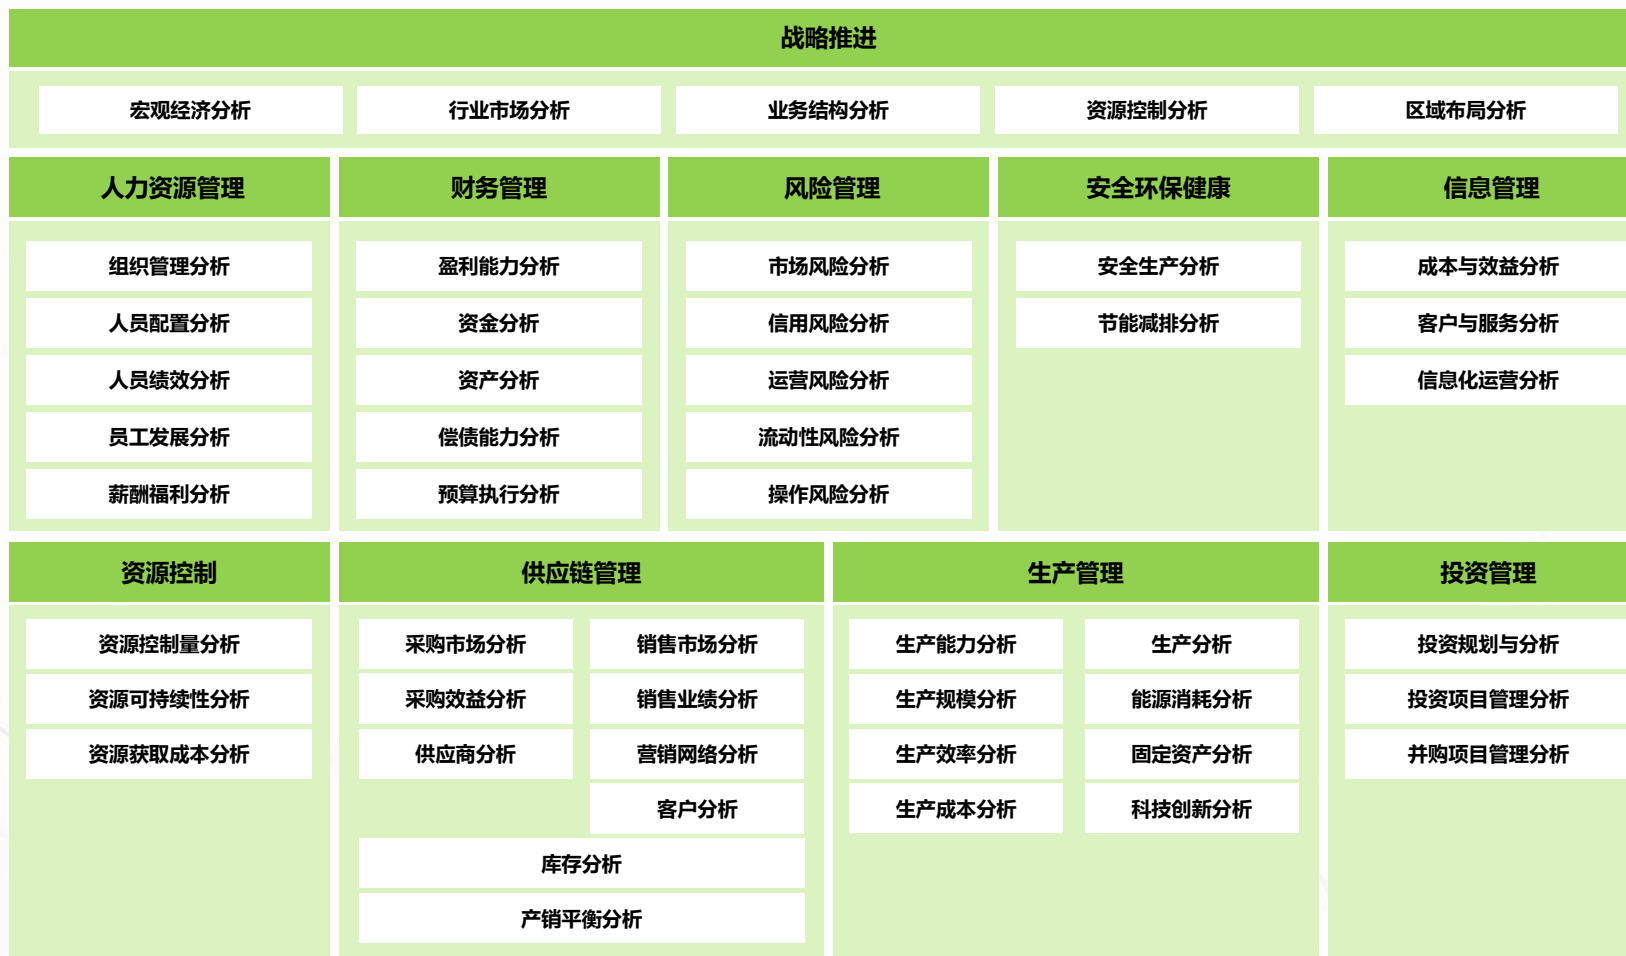 战略推进
宏观经济分析
行业市场分析
业务结构分析
资源控制分析
区域布局分析
人力资源管理
组织管理分析
人员配置分析
人员绩效分析
员工发展分析
薪酬福利分析
财务管理
盈利能力分析
资金分析
资产分析
偿债能力分析
预算执行分析
风险管理
市场风险分析
信用风险分析
运营风险分析
流动性风险分析
操作风险分析
安全环保健康
安全生产分析
节能减排分析
信息管理
成本与效益分析
客户与服务分析
信息化运营分析
资源控制
资源控制量分析
资源可持续性分析
资源获取成本分析
供应链管理
采购市场分析
采购效益分析
供应商分析
销售市场分析
销售业绩分析
营销网络分析
客户分析
库存分析
产销平衡分析
生产管理
生产能力分析
生产规模分析
生产效率分析
生产成本分析
生产分析
能源消耗分析
固定资产分析
科技创新分析
投资管理
投资规划与分析
投资项目管理分析
并购项目管理分析